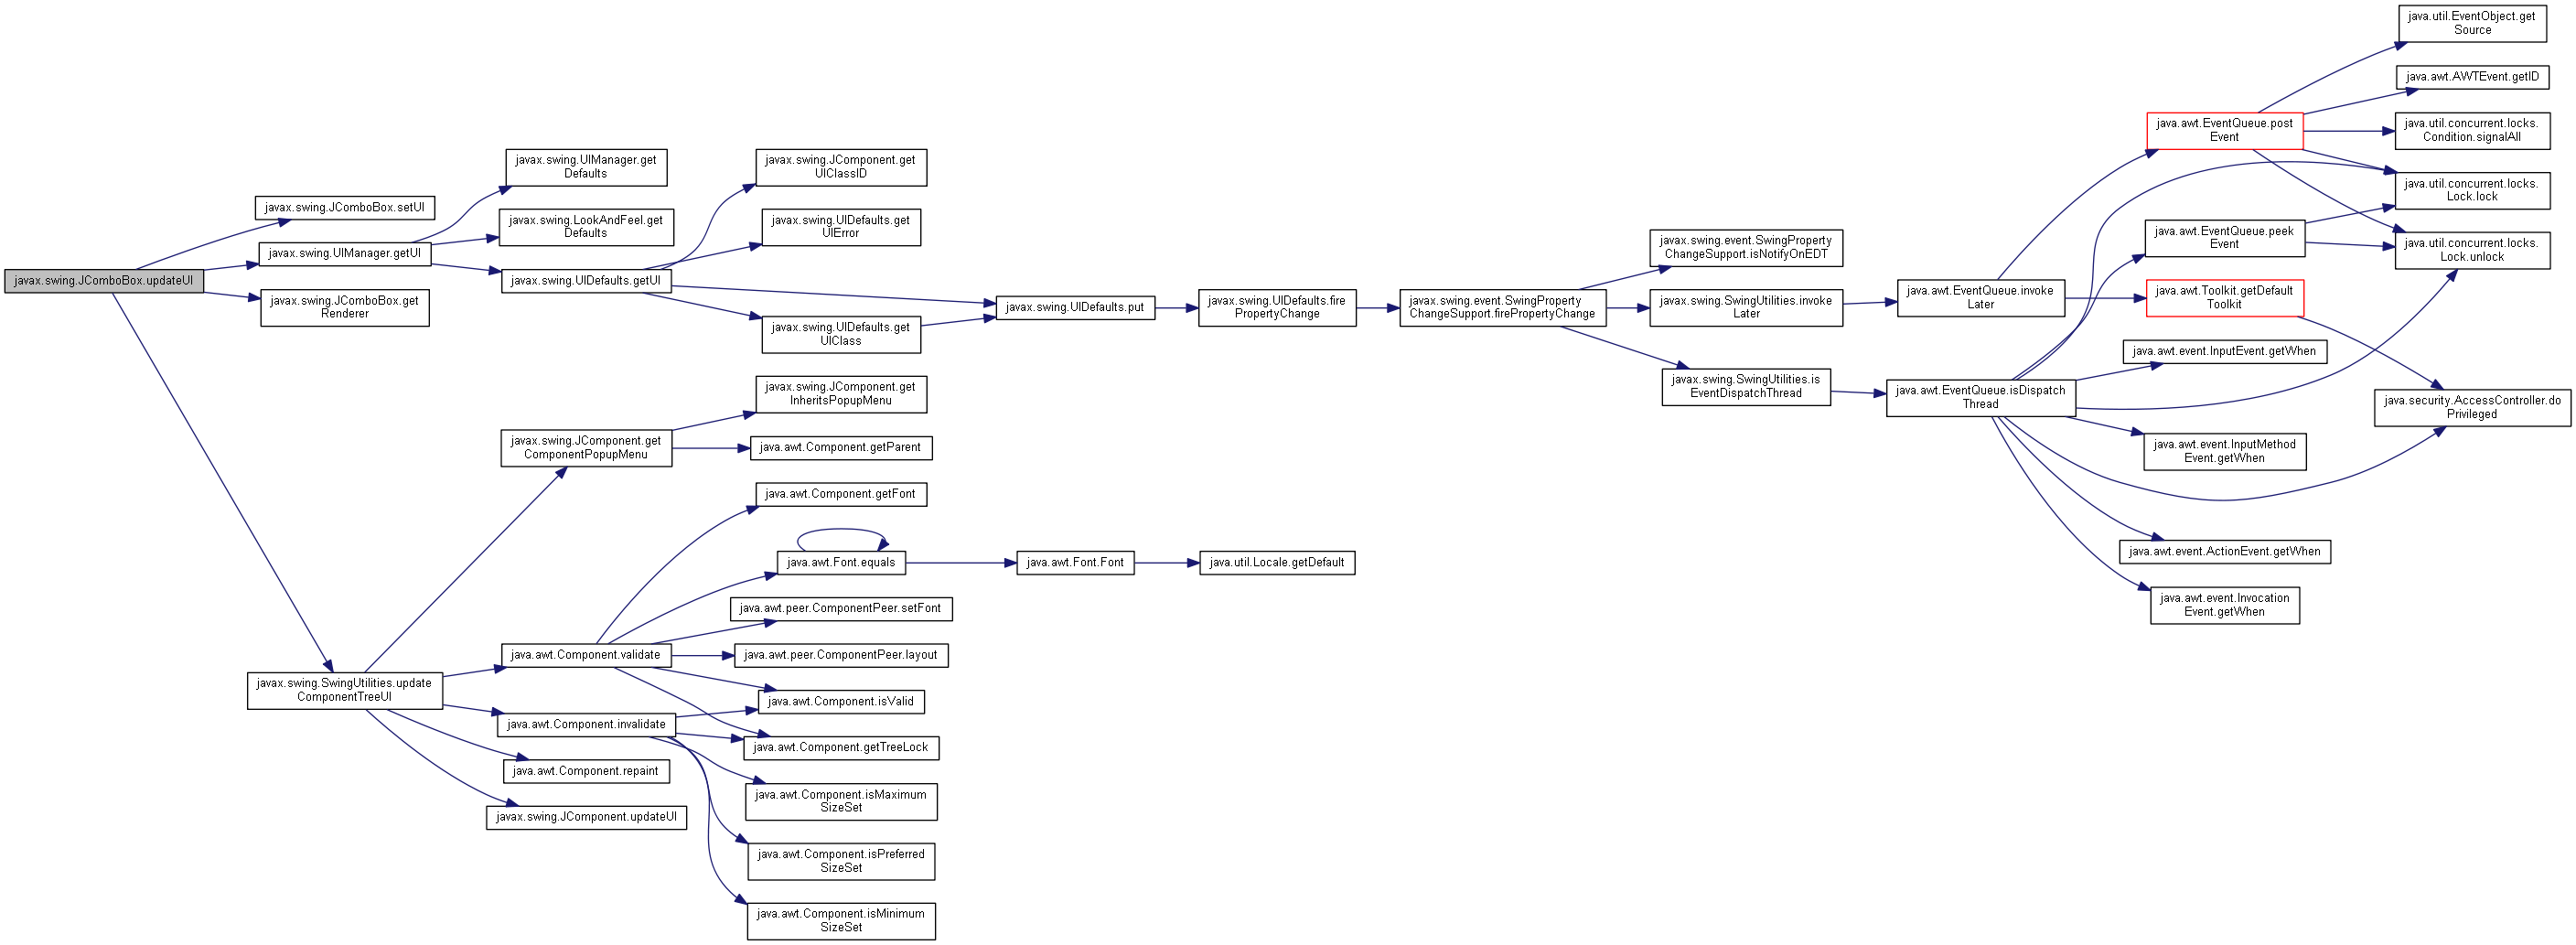 javax.swing.JComboBox.updateUI
javax.swing.JComboBox.setUI
javax.swing.UIManager.getUI
javax.swing.JComboBox.get
Renderer
javax.swing.SwingUtilities.update
ComponentTreeUI
javax.swing.UIManager.get
Defaults
javax.swing.LookAndFeel.get
Defaults
javax.swing.UIDefaults.getUI
javax.swing.JComponent.get
ComponentPopupMenu
java.awt.Component.validate
java.awt.Component.invalidate
java.awt.Component.repaint
javax.swing.JComponent.updateUI
javax.swing.JComponent.get
UIClassID
javax.swing.UIDefaults.get
UIError
javax.swing.UIDefaults.get
UIClass
javax.swing.JComponent.get
InheritsPopupMenu
java.awt.Component.getParent
java.awt.Component.getFont
java.awt.Font.equals
java.awt.peer.ComponentPeer.setFont
java.awt.peer.ComponentPeer.layout
java.awt.Component.isValid
java.awt.Component.getTreeLock
java.awt.Component.isMaximum
SizeSet
java.awt.Component.isPreferred
SizeSet
java.awt.Component.isMinimum
SizeSet
javax.swing.UIDefaults.put
java.awt.Font.Font
javax.swing.UIDefaults.fire
PropertyChange
java.util.Locale.getDefault
javax.swing.event.SwingProperty
ChangeSupport.firePropertyChange
javax.swing.event.SwingProperty
ChangeSupport.isNotifyOnEDT
javax.swing.SwingUtilities.invoke
Later
javax.swing.SwingUtilities.is
EventDispatchThread
java.awt.EventQueue.invoke
Later
java.awt.EventQueue.isDispatch
Thread
java.awt.EventQueue.post
Event
java.awt.EventQueue.peek
Event
java.awt.Toolkit.getDefault
Toolkit
java.awt.event.InputEvent.getWhen
java.awt.event.InputMethod
Event.getWhen
java.awt.event.ActionEvent.getWhen
java.awt.event.Invocation
Event.getWhen
java.util.EventObject.get
Source
java.awt.AWTEvent.getID
java.util.concurrent.locks.
Condition.signalAll
java.util.concurrent.locks.
Lock.lock
java.util.concurrent.locks.
Lock.unlock
java.security.AccessController.do
Privileged